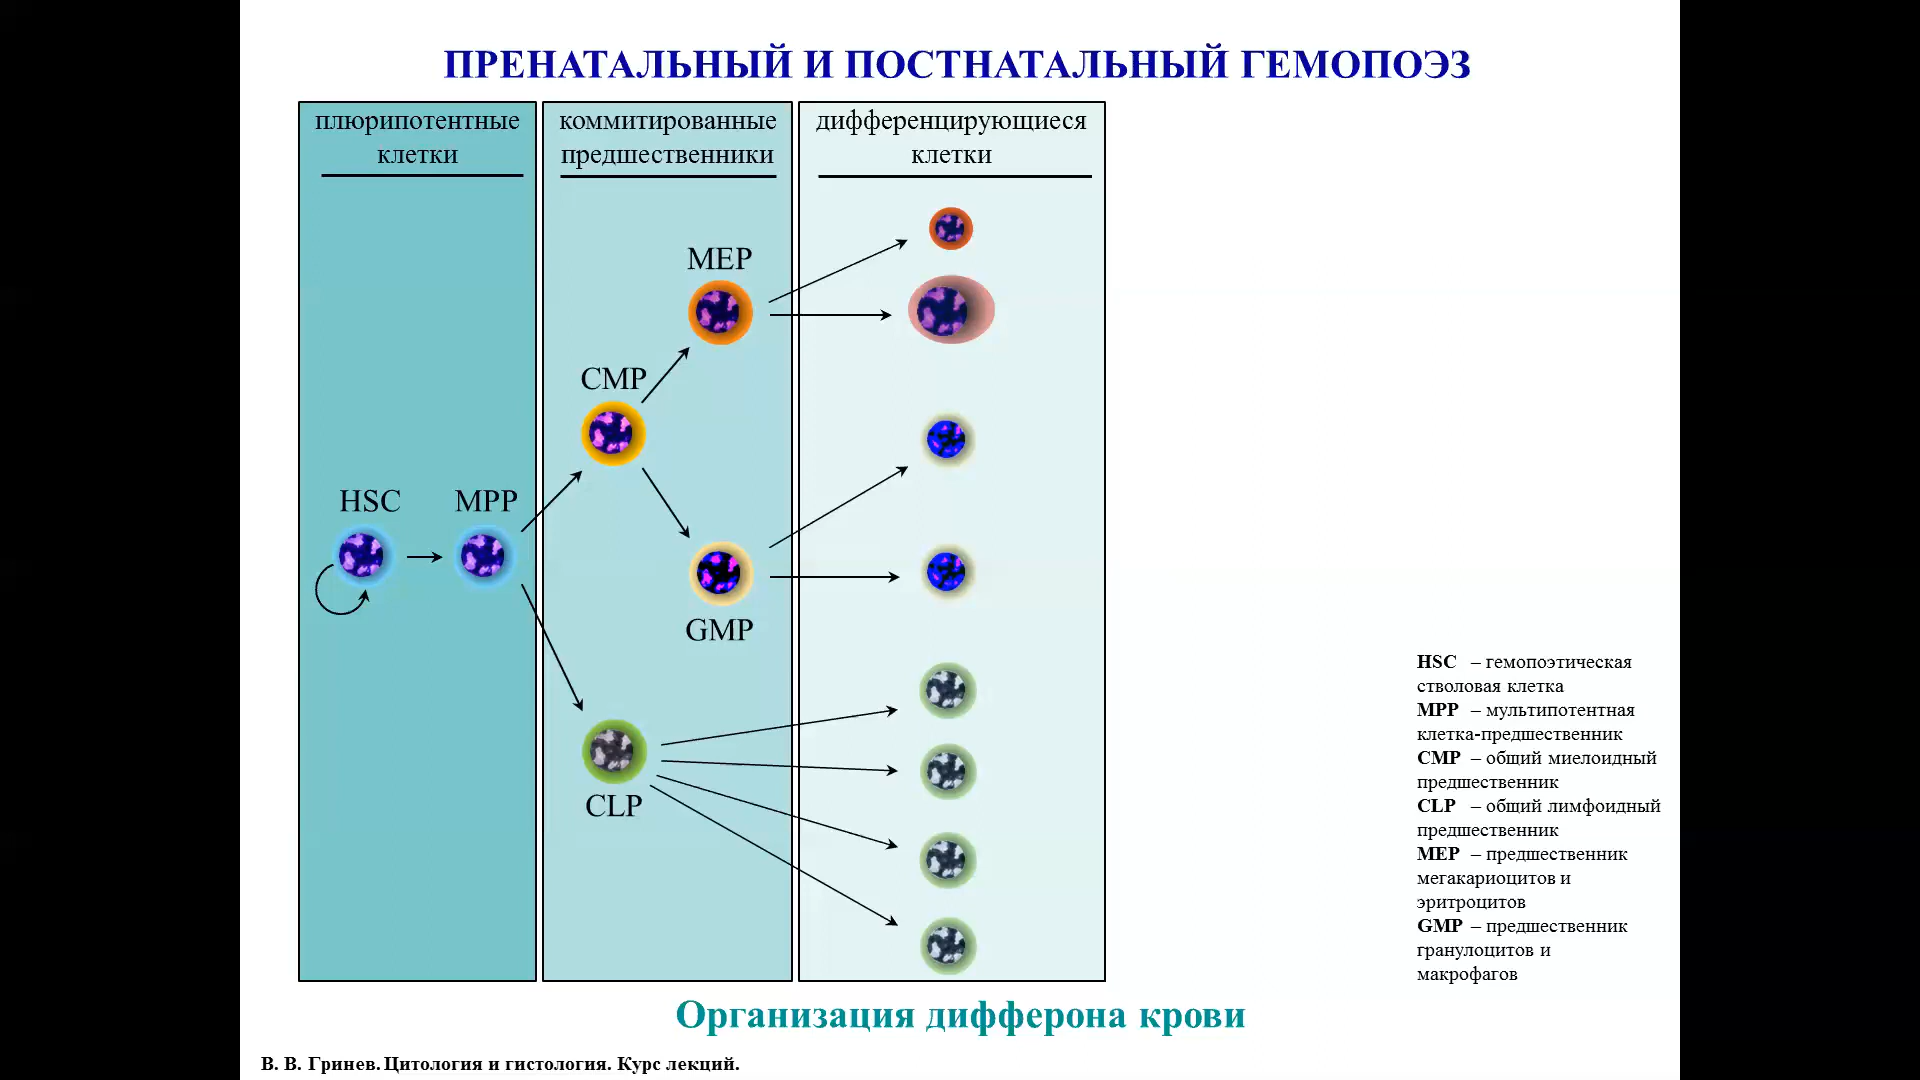 ПРЕНАТАЛЬНЫЙ И ПОСТНАТАЛЬНЫЙ ГЕМОПОЭЗ
плюрипотентные
клетки
коммитированные
предшественники
дифференцирующиеся
клетки
MEP
CMP
HSC
MPP
GMP
CLP
HSC – гемопоэтическая
стволовая клетка
MPP – мультипотентная
клетка-предшественник
CMP – общий миелоидный
предшественник
CLP – общий лимфоидный
предшественник
MEP – предшественник
мегакариоцитов и
эритроцитов
GMP – предшественник
гранулоцитов и
макрофагов
Организация дифферона крови
В. В. Гринев. Цитология и гистология. Курс лекций.